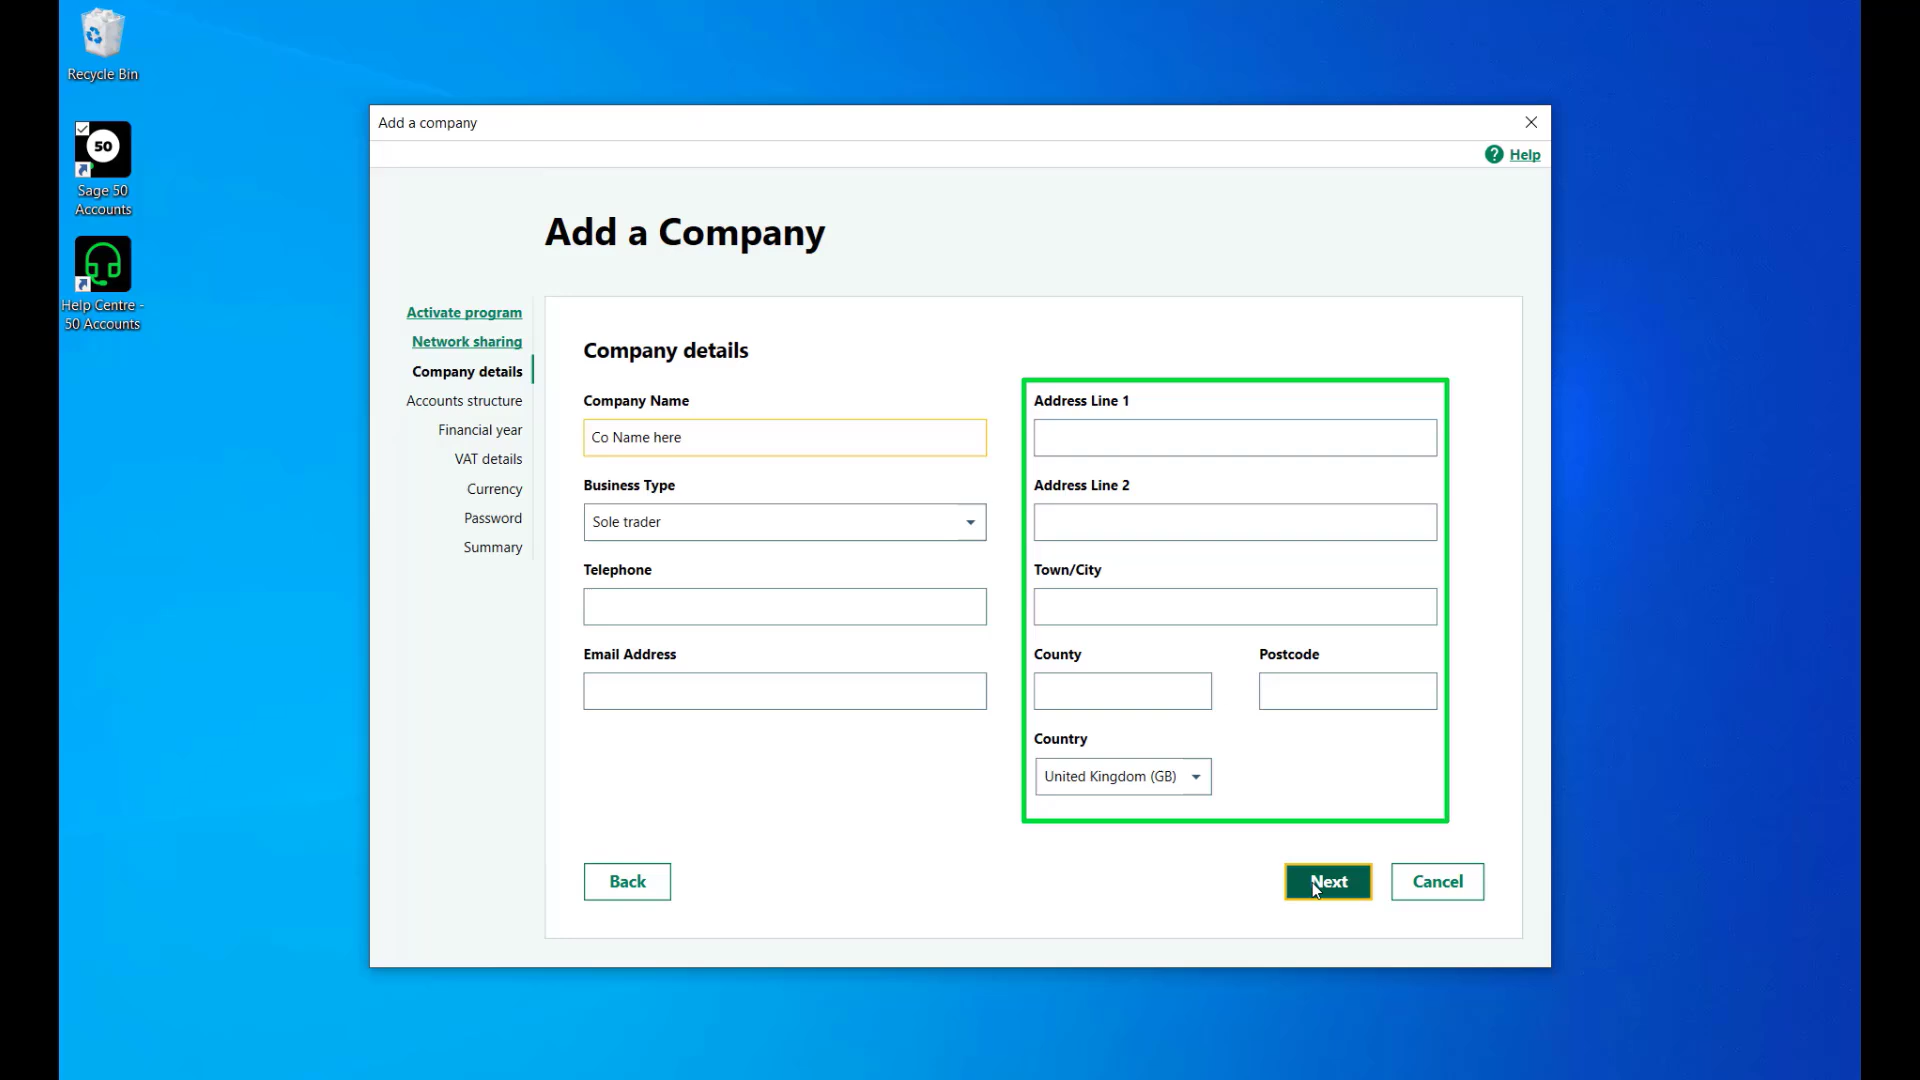 Recycle Bin
50
Sage 50
Accounts
Help Centre -
50 Accounts
Add a company
? Help
Add a Company
Activate program
Network sharing
Company details
Accounts structure
Financial year
VAT details
Currency
Password
Summary
Company details
Company Name
Co Name here
Business Type
Sole trader
Telephone
Email Address
Address Line 1
Address Line 2
Town/City
County
Postcode
Country
United Kingdom (GB)
Back
Next
Cancel